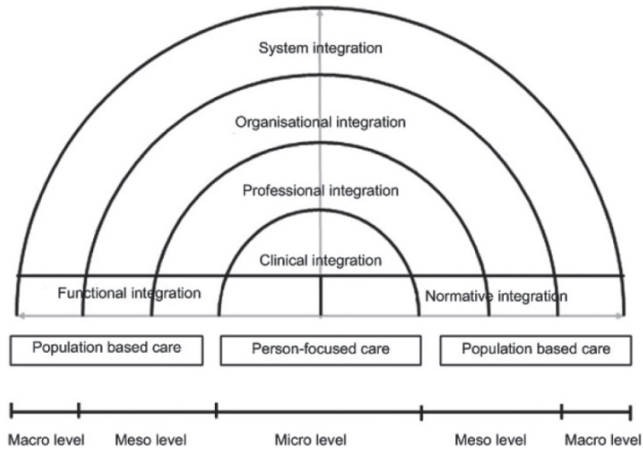 System integration
Organisational integration
Professional integration
Clinical integration
Functional integration
Normative integration
Population based care
Person-focused care
Population based care
Macro level
Meso level
Micro level
Meso level
Macro level